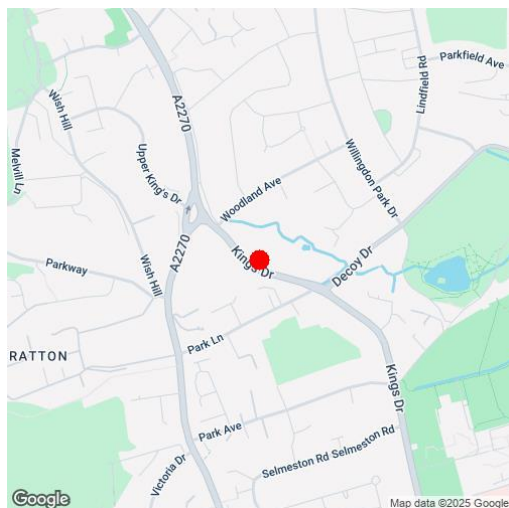 Parkfield Ave
Lindfield Rd
A2270
Wish Hill
Upper King's Dr
Melvill Ln
Willingdon Park Dr
Woodland Ave
A2270
Kings Dr
Decoy Dr
Parkway
Wish Hill
RATTON
Park Ln
Kings Dr
Park Ave
Victoria Dr
Selmeston Rd Selmeston Rd
Google
Map data ©2025 Google